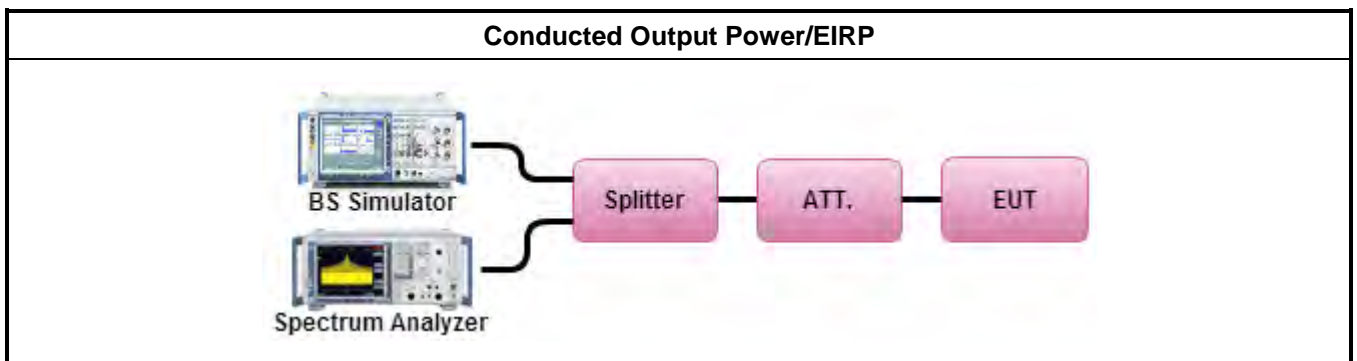 Conducted Output Power/EIRP
BS Simulator
Splitter
ATT.
EUT
Spectrum Analyzer